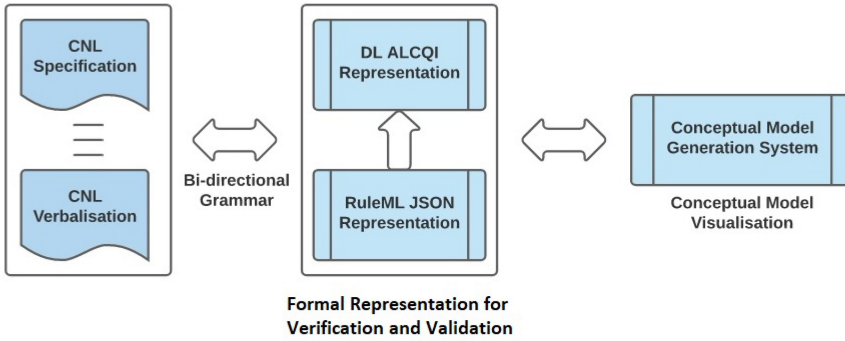 CNL
Specification
CNL
Verbalisation
Bi-directional
Grammar
DL ALCQI
Representation
RuleML JSON
Representation
Formal Representation for
Verification and Validation
Conceptual Model
Generation System
Conceptual Model
Visualisation